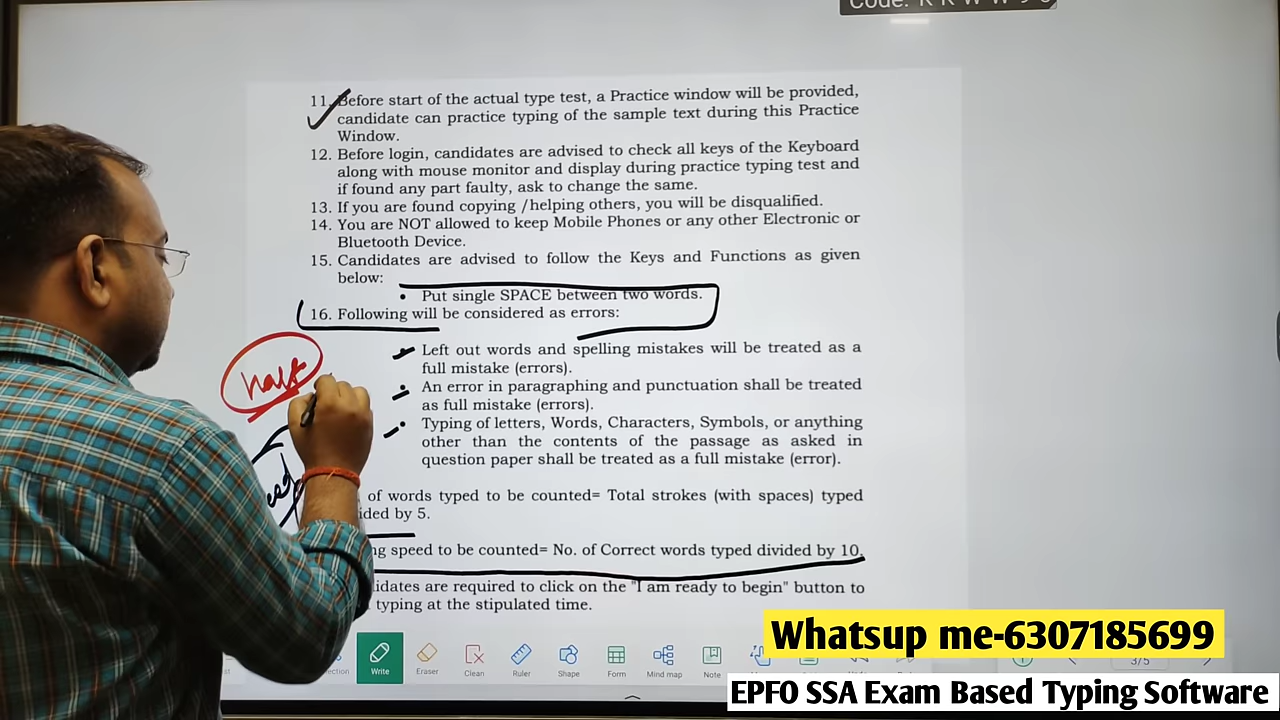 11. Before start of the actual type test, a Practice window will be provided,
candidate can practice typing of the sample text during this Practice
Window.
12. Before login, candidates are advised to check all keys of the Keyboard
along with mouse monitor and display during practice typing test and
if found any part faulty, ask to change the same.
13. If you are found copying /helping others, you will be disqualified.
14. You are NOT allowed to keep Mobile Phones or any other Electronic or
Bluetooth Device.
15. Candidates are advised to follow the Keys and Functions as given
below:
• Put single SPACE between two words.
16. Following will be considered as errors:
Left out words and spelling mistakes will be treated as a
full mistake (errors).
• An error in paragraphing and punctuation shall be treated
as full mistake (errors).
• Typing of letters, Words, Characters, Symbols, or anything
other than the contents of the passage as asked in
question paper shall be treated as a full mistake (error).
of words typed to be counted= Total strokes (with spaces) typed
ided by 5.
ng speed to be counted= No. of Correct words typed divided by 10.
idates are required to click on the "I am ready to begin" button to
typing at the stipulated time.
Write Eraser Clean Ruler Shape Form Mind map Note 3/5
Whatsup me-6307185699
EPFO SSA Exam Based Typing Software